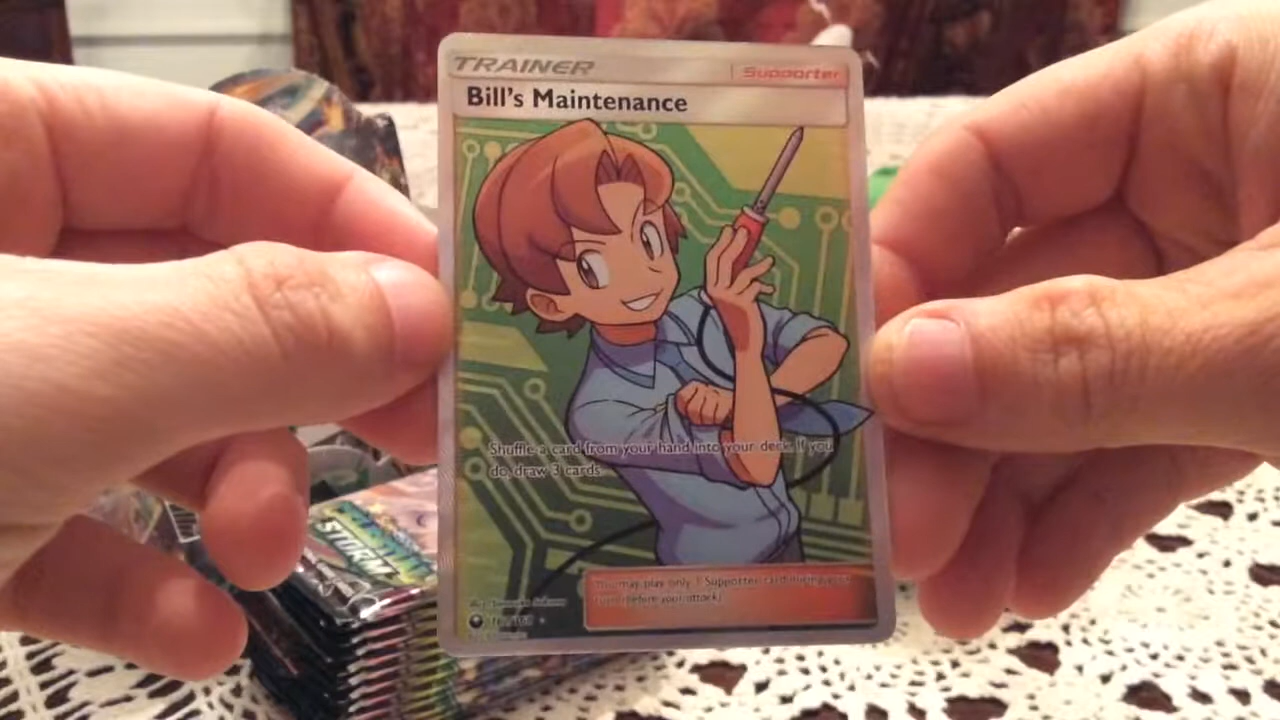 TRAINER
Supporter
Bill's Maintenance
Shuffle a card from your hand into your deck. If you
do, draw 3 cards.
You may play only 1 Supporter card during your
turn (before your attack).
STORM